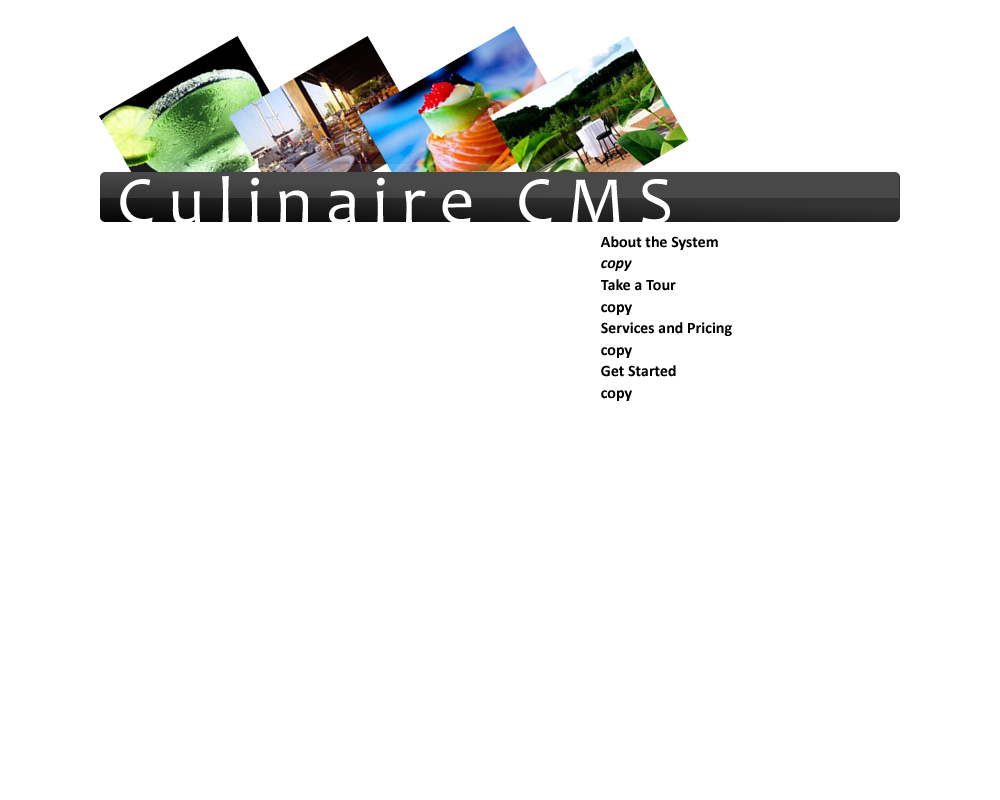 Culinaire CMS
About the System
copy
Take a Tour
copy
Services and Pricing
copy
Get Started
copy